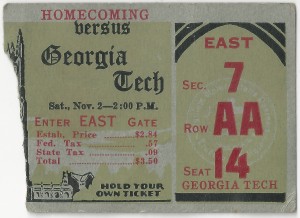 HOMECOMING
versus
Georgia
Tech
Sat., Nov. 2—2:00 P.M.
ENTER EAST GATE
Estab. Price $2.84
Fed. Tax .57
State Tax .09
Total $3.50
HOLD YOUR
OWN TICKET
EAST
SEC. 7
ROW AA
SEAT 14
GEORGIA TECH